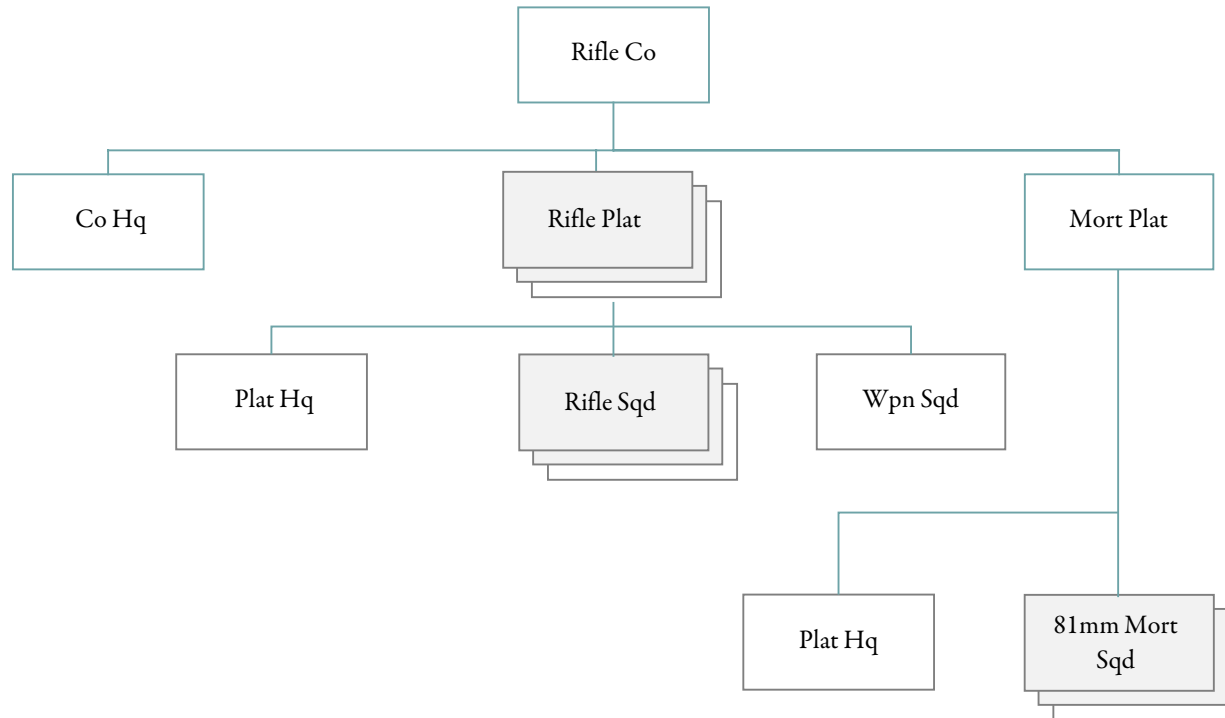 Rifle Co
Co Hq
Rifle Plat
Mort Plat
Plat Hq
Rifle Sqd
Wpn Sqd
Plat Hq
81mm Mort
Sqd